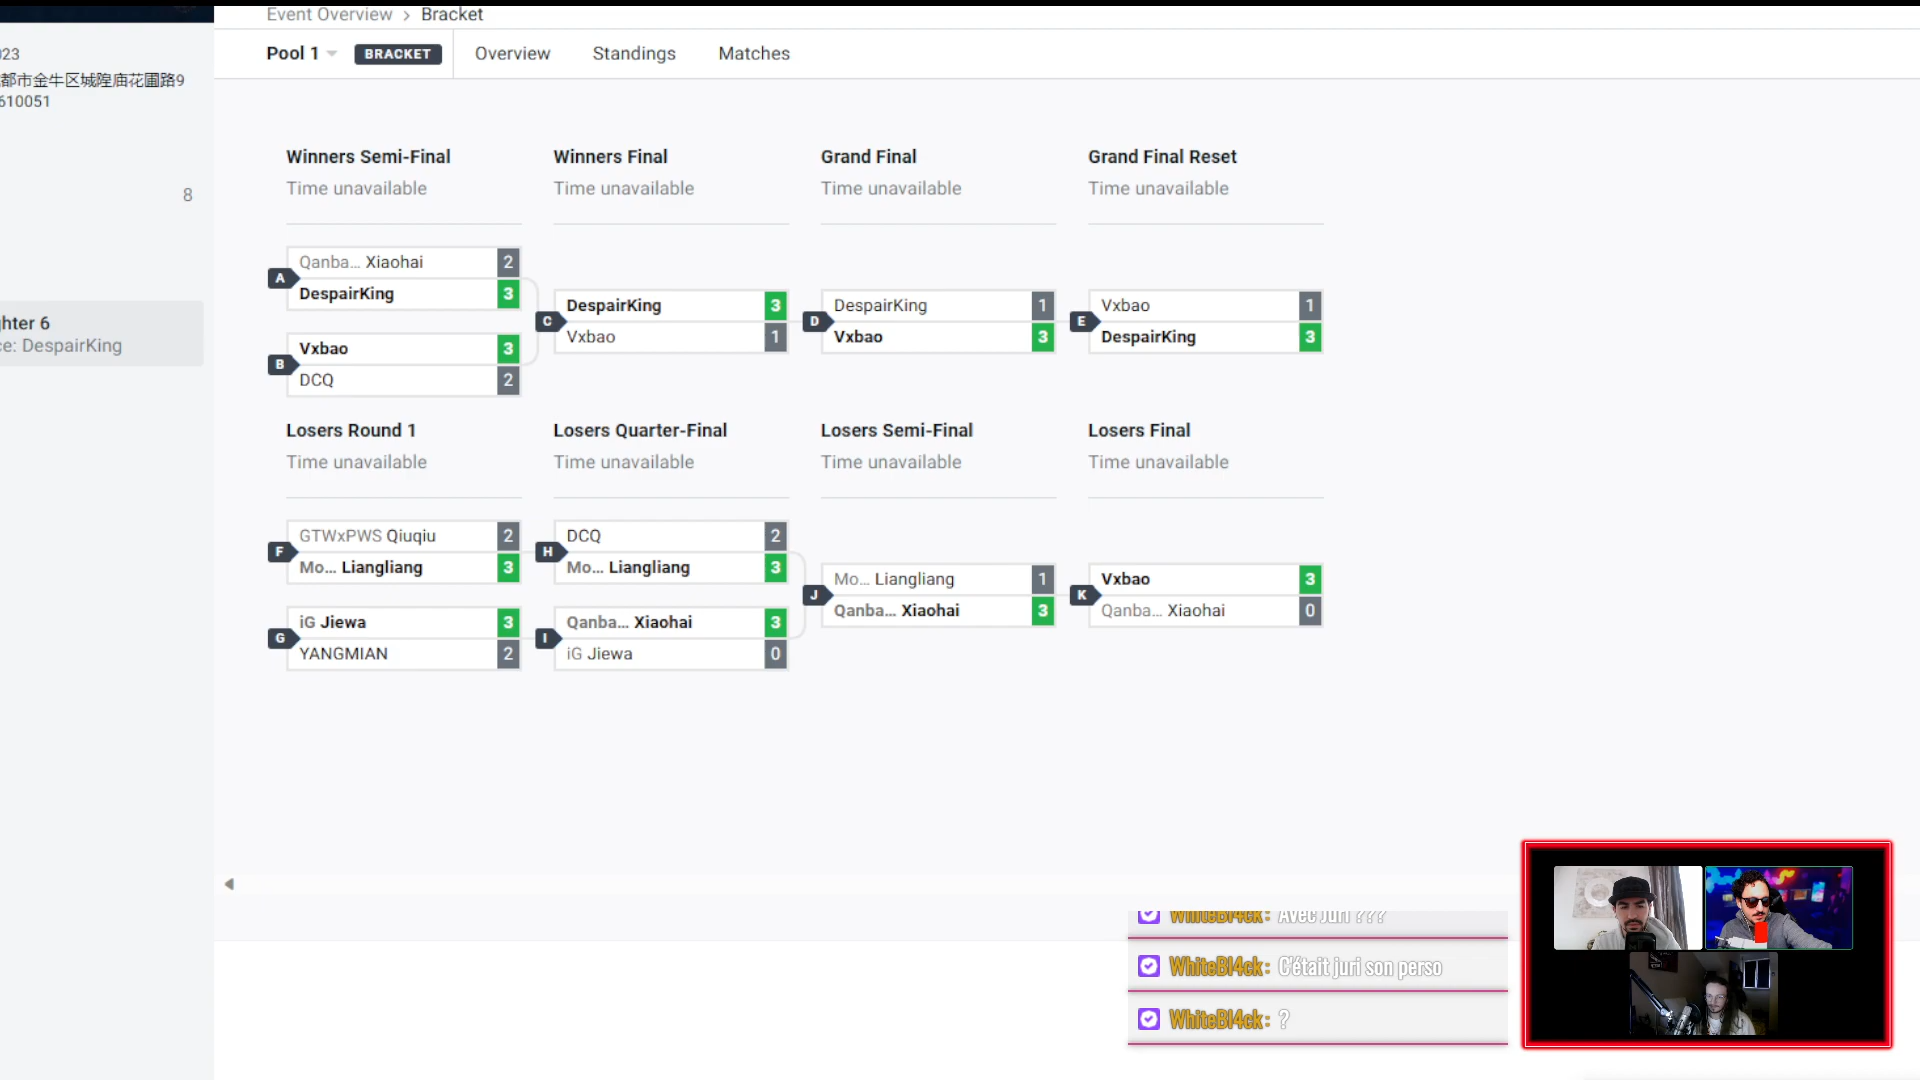 Event Overview > Bracket
Pool 1 BRACKET Overview Standings Matches
023
都市金牛区城隍庙花圃路9
610051
8
hter 6
ce: DespairKing
Winners Semi-Final
Time unavailable
Winners Final
Time unavailable
Grand Final
Time unavailable
Grand Final Reset
Time unavailable
A
Qanba... Xiaohai 2
DespairKing 3
B
Vxbao 3
DCQ 2
C
DespairKing 3
Vxbao 1
D
DespairKing 1
Vxbao 3
E
Vxbao 1
DespairKing 3
Losers Round 1
Time unavailable
Losers Quarter-Final
Time unavailable
Losers Semi-Final
Time unavailable
Losers Final
Time unavailable
F
GTWxPWS Qiuqiu 2
Mo... Liangliang 3
G
iG Jiewa 3
YANGMIAN 2
H
DCQ 2
Mo... Liangliang 3
I
Qanba... Xiaohai 3
iG Jiewa 0
J
Mo... Liangliang 1
Qanba... Xiaohai 3
K
Vxbao 3
Qanba... Xiaohai 0
WhiteBl4ck: Avec Juri ???
WhiteBl4ck: C'était juri son perso
WhiteBl4ck: ?